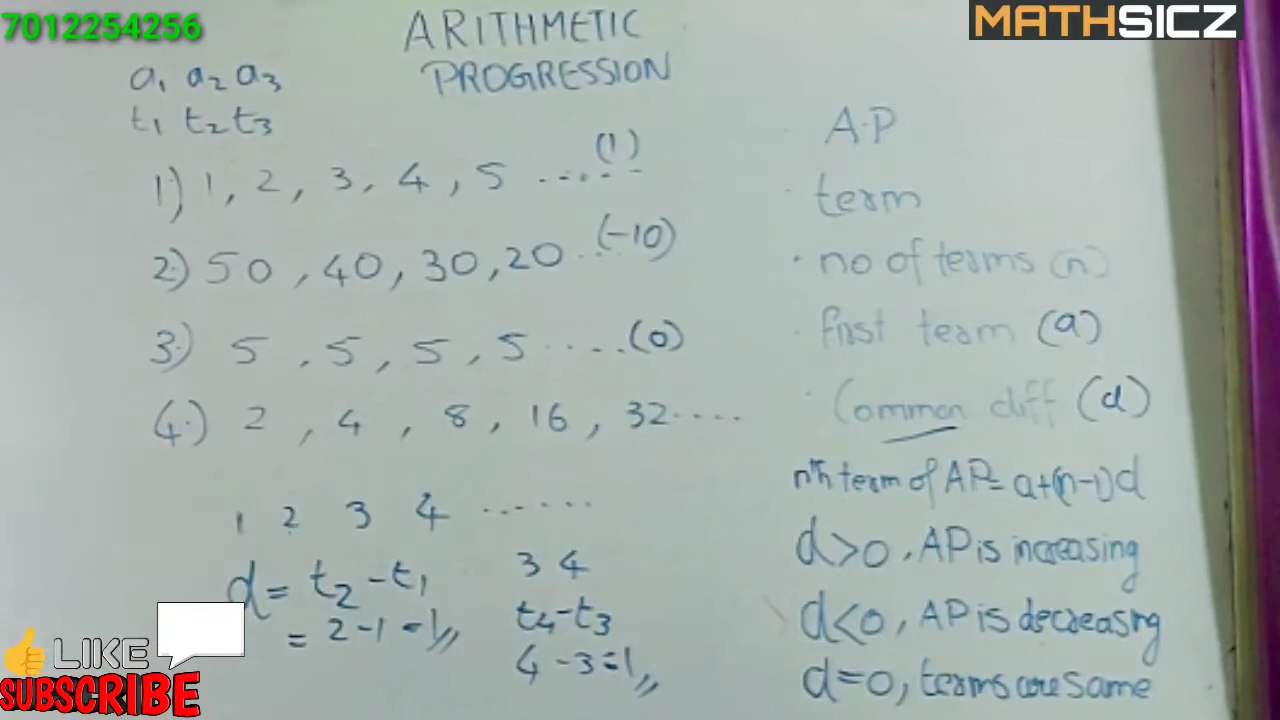 7012254256
MATHSICZ
ARITHMETIC
PROGRESSION
a1 a2 a3
t1 t2 t3
1) 1, 2, 3, 4, 5 ...... (1)
2.) 50, 40, 30, 20 ..... (-10)
3.) 5, 5, 5, 5 ..... (0)
4.) 2, 4, 8, 16, 32 .....
1 2 3 4 ......
d = t2 - t1
= 2 - 1 = 1
3 4
t4 - t3
4 - 3 = 1
A.P
term
no of terms (n)
first term (a)
Common diff (d)
nth term of AP = a+(n-1)d
d>0, AP is increasing
d<0, AP is decreasing
d=0, terms are same
LIKE
SUBSCRIBE